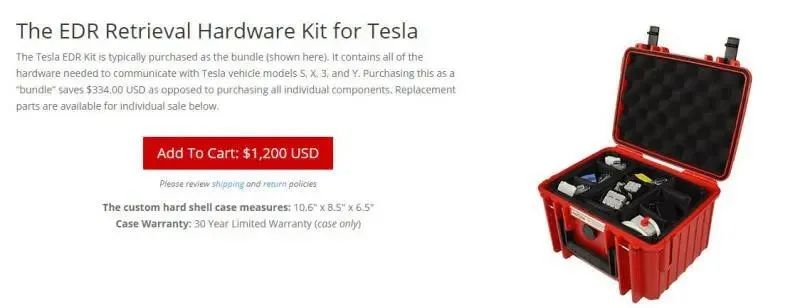 The EDR Retrieval Hardware Kit for Tesla
The Tesla EDR Kit is typically purchased as the bundle (shown here). It contains all of the
hardware needed to communicate with Tesla vehicle models S, X, 3, and Y. Purchasing this as a
“bundle” saves $334.00 USD as opposed to purchasing all individual components. Replacement
parts are available for individual sale below.
Add To Cart: $1,200 USD
Please review shipping and return policies
The custom hard shell case measures: 10.6" x 8.5" x 6.5"
Case Warranty: 30 Year Limited Warranty (case only)